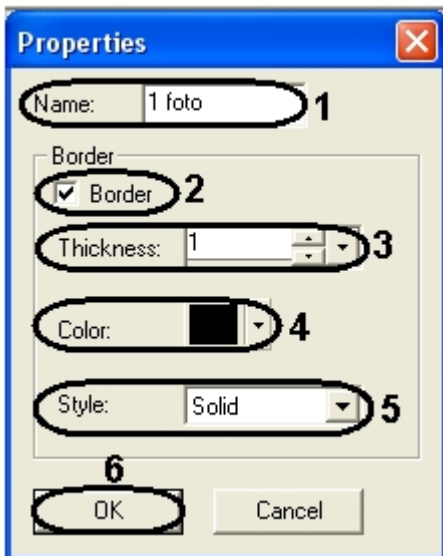 Properties
Name: 1 foto 1
Border
Border 2
Thickness: 1 3
Color: 4
Style: Solid 5
6
OK Cancel